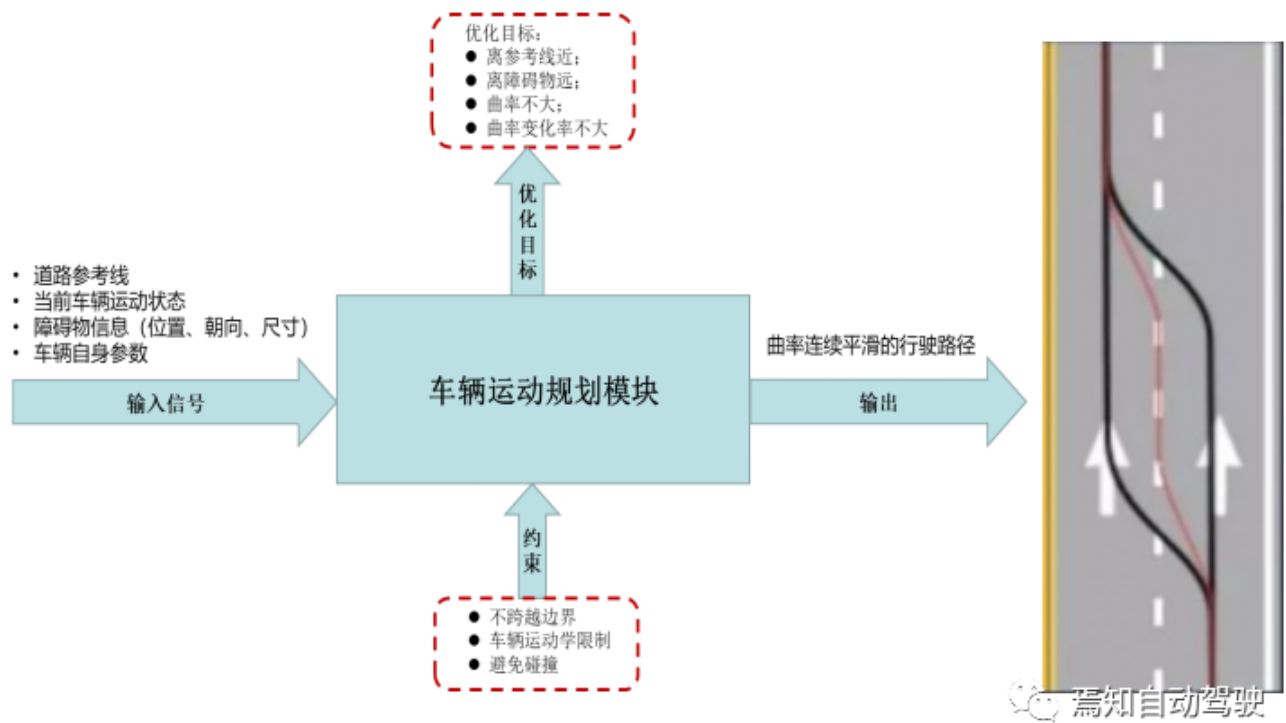 优化目标：
● 离参考线近；
● 离障碍物远；
● 曲率不大；
● 曲率变化率不大
优化目标
• 道路参考线
• 当前车辆运动状态
• 障碍物信息（位置、朝向、尺寸）
• 车辆自身参数
输入信号
车辆运动规划模块
曲率连续平滑的行驶路径
输出
约束
● 不跨越边界
● 车辆运动学限制
● 避免碰撞
焉知自动驾驶